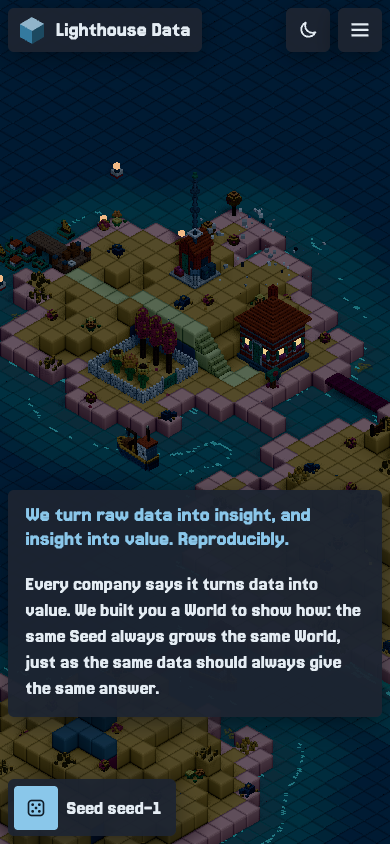 Lighthouse Data
We turn raw data into insight, and
insight into value. Reproducibly.
Every company says it turns data into
value. We built you a World to show how: the
same Seed always grows the same World,
just as the same data should always give
the same answer.
Seed seed-1